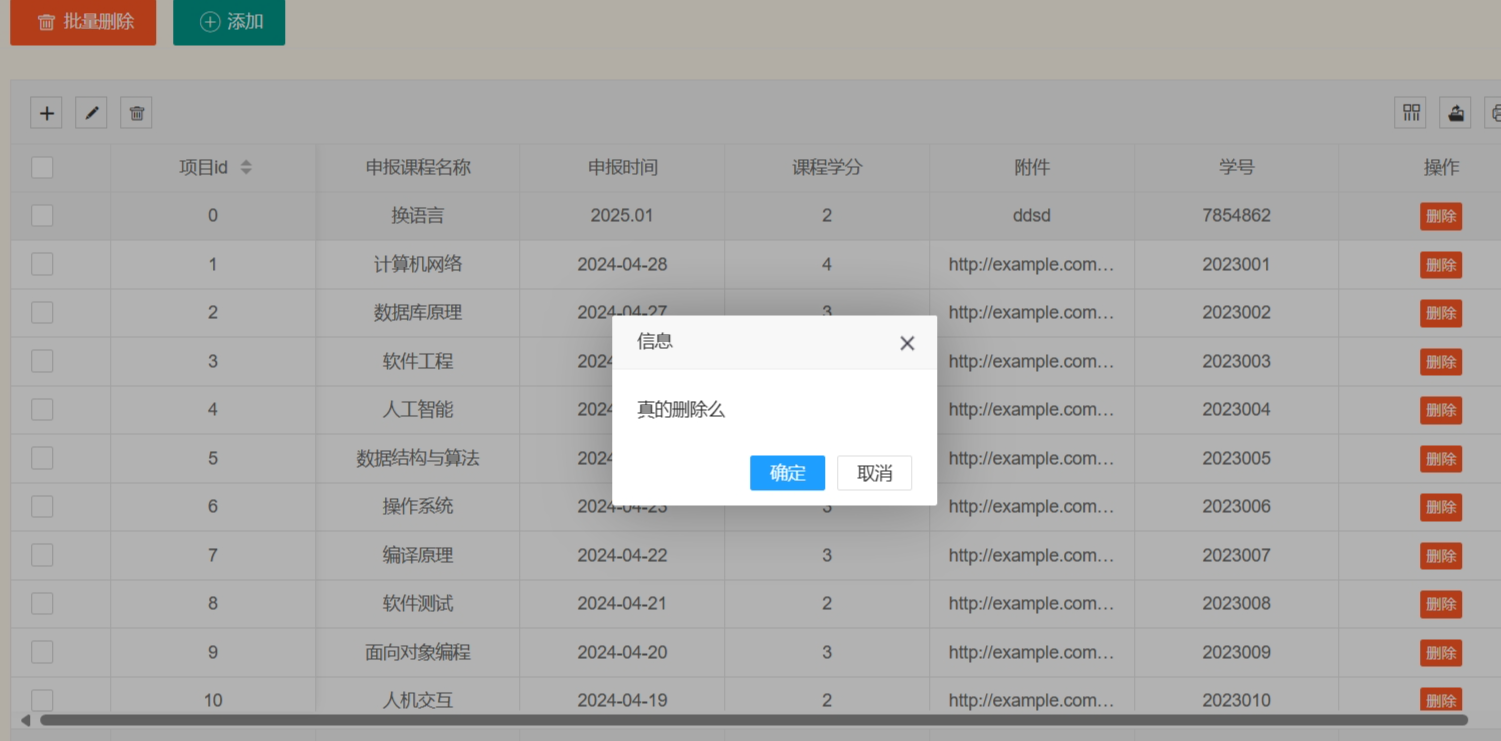 批量删除 添加
项目id 申报课程名称 申报时间 课程学分 附件 学号 操作
0 换语言 2025.01 2 ddsd 7854862 删除
1 计算机网络 2024-04-28 4 http://example.com… 2023001 删除
2 数据库原理 2024-04-27 3 http://example.com… 2023002 删除
信息
3 软件工程 http://example.com… 2023003 删除
真的删除么
4 人工智能 http://example.com… 2023004 删除
5 数据结构与算法 http://example.com… 2023005 删除
确定 取消
6 操作系统 2024-04-23 3 http://example.com… 2023006 删除
7 编译原理 2024-04-22 3 http://example.com… 2023007 删除
8 软件测试 2024-04-21 2 http://example.com… 2023008 删除
9 面向对象编程 2024-04-20 3 http://example.com… 2023009 删除
10 人机交互 2024-04-19 2 http://example.com… 2023010 删除